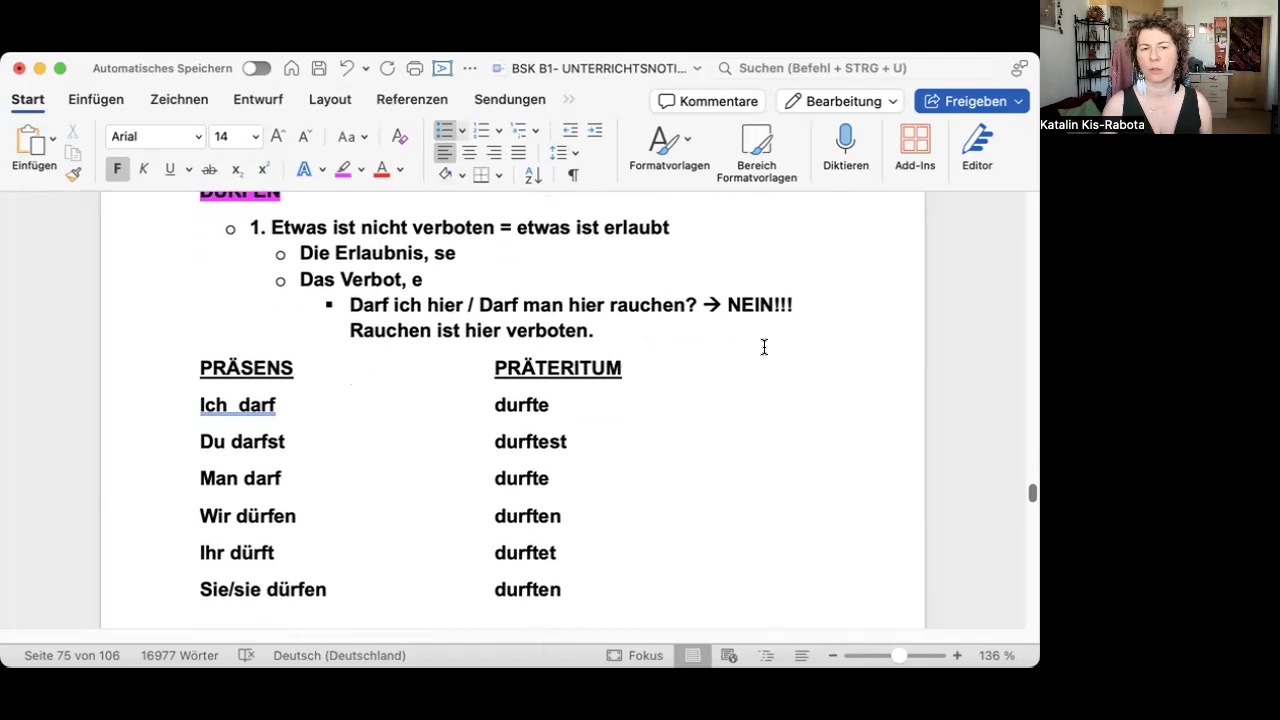 Automatisches Speichern
BSK B1- UNTERRICHTSNOTI...
Suchen (Befehl + STRG + U)
Start Einfügen Zeichnen Entwurf Layout Referenzen Sendungen
Kommentare Bearbeitung Freigeben
Einfügen
Arial 14
F K U ab x₂ x² A A
Formatvorlagen
Bereich Formatvorlagen
Diktieren
Add-Ins
Editor
DÜRFEN
1. Etwas ist nicht verboten = etwas ist erlaubt
Die Erlaubnis, se
Das Verbot, e
Darf ich hier / Darf man hier rauchen? → NEIN!!!
Rauchen ist hier verboten.
PRÄSENS PRÄTERITUM
Ich darf durfte
Du darfst durftest
Man darf durfte
Wir dürfen durften
Ihr dürft durftet
Sie/sie dürfen durften
Seite 75 von 106 16977 Wörter Deutsch (Deutschland) Fokus 136 %
Katalin Kis-Rabota